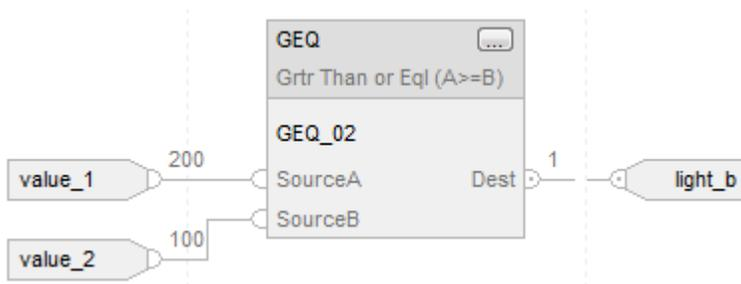 GEQ
...
Grtr Than or Eql (A>=B)
GEQ_02
200
1
value_1
SourceA
Dest
light_b
SourceB
100
value_2